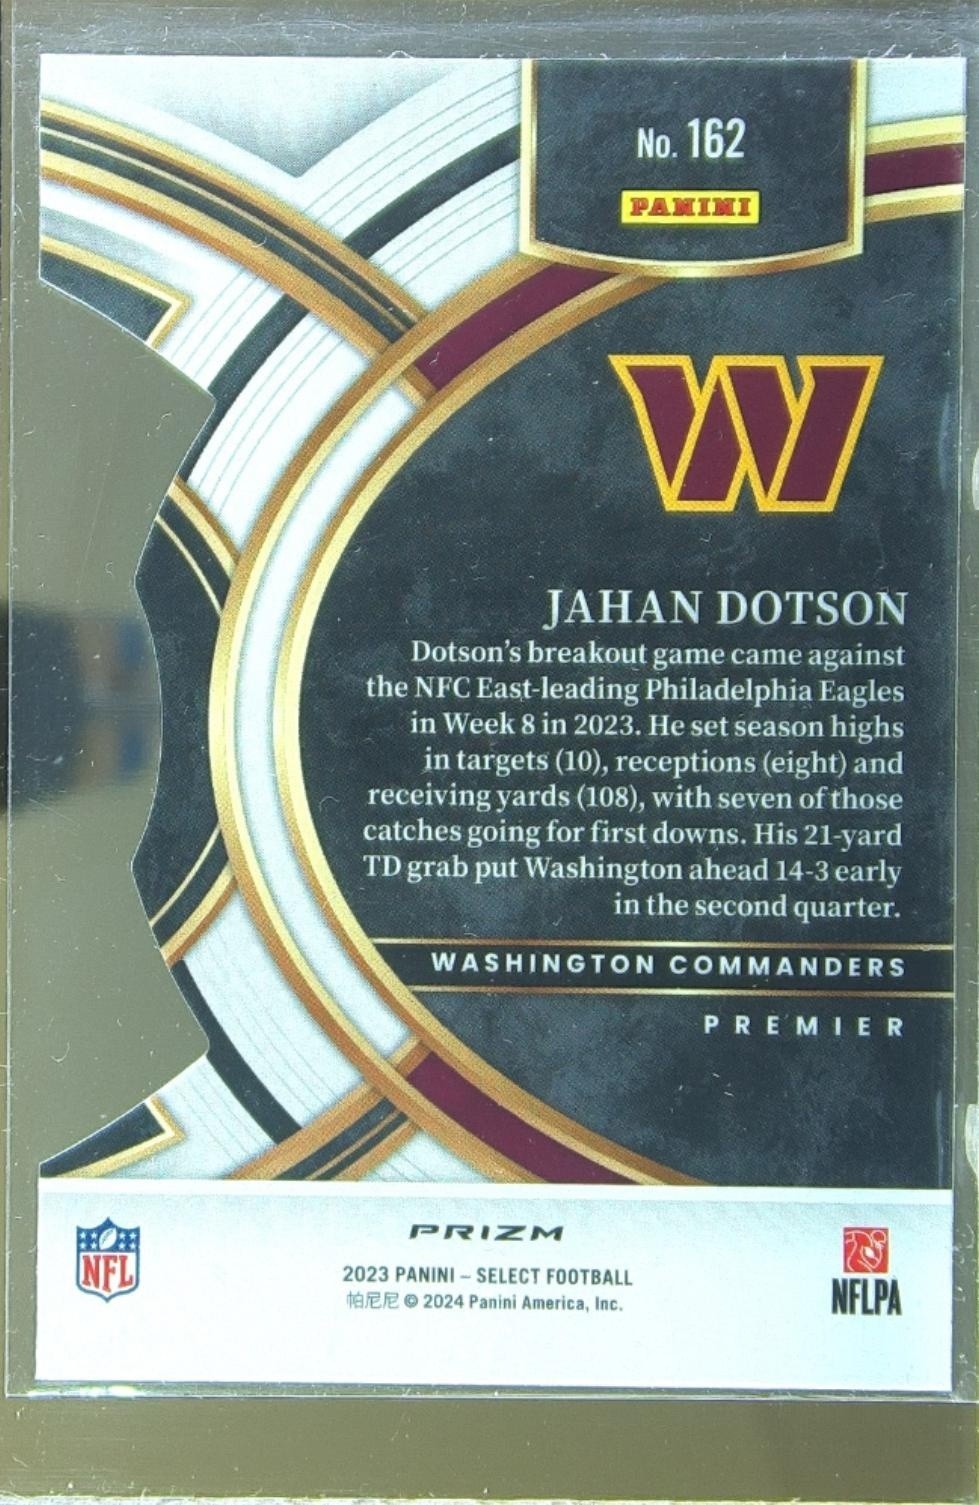 No. 162
PANINI
W
JAHAN DOTSON
Dotson's breakout game came against
the NFC East-leading Philadelphia Eagles
in Week 8 in 2023. He set season highs
in targets (10), receptions (eight) and
receiving yards (108), with seven of those
catches going for first downs. His 21-yard
TD grab put Washington ahead 14-3 early
in the second quarter.
WASHINGTON COMMANDERS
PREMIER
PRIZM
NFL
2023 PANINI – SELECT FOOTBALL
帕尼尼 © 2024 Panini America, Inc.
NFLPA